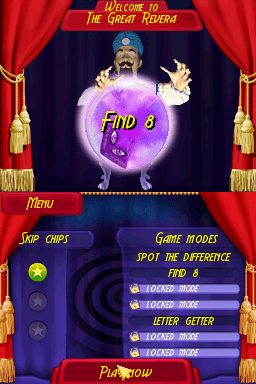 Welcome to
The Great Revera
Find 8
Menu
Skip chips
Game modes
Spot the difference
Find 8
Locked mode
Locked mode
Letter Getter
Locked mode
Locked mode
Play now